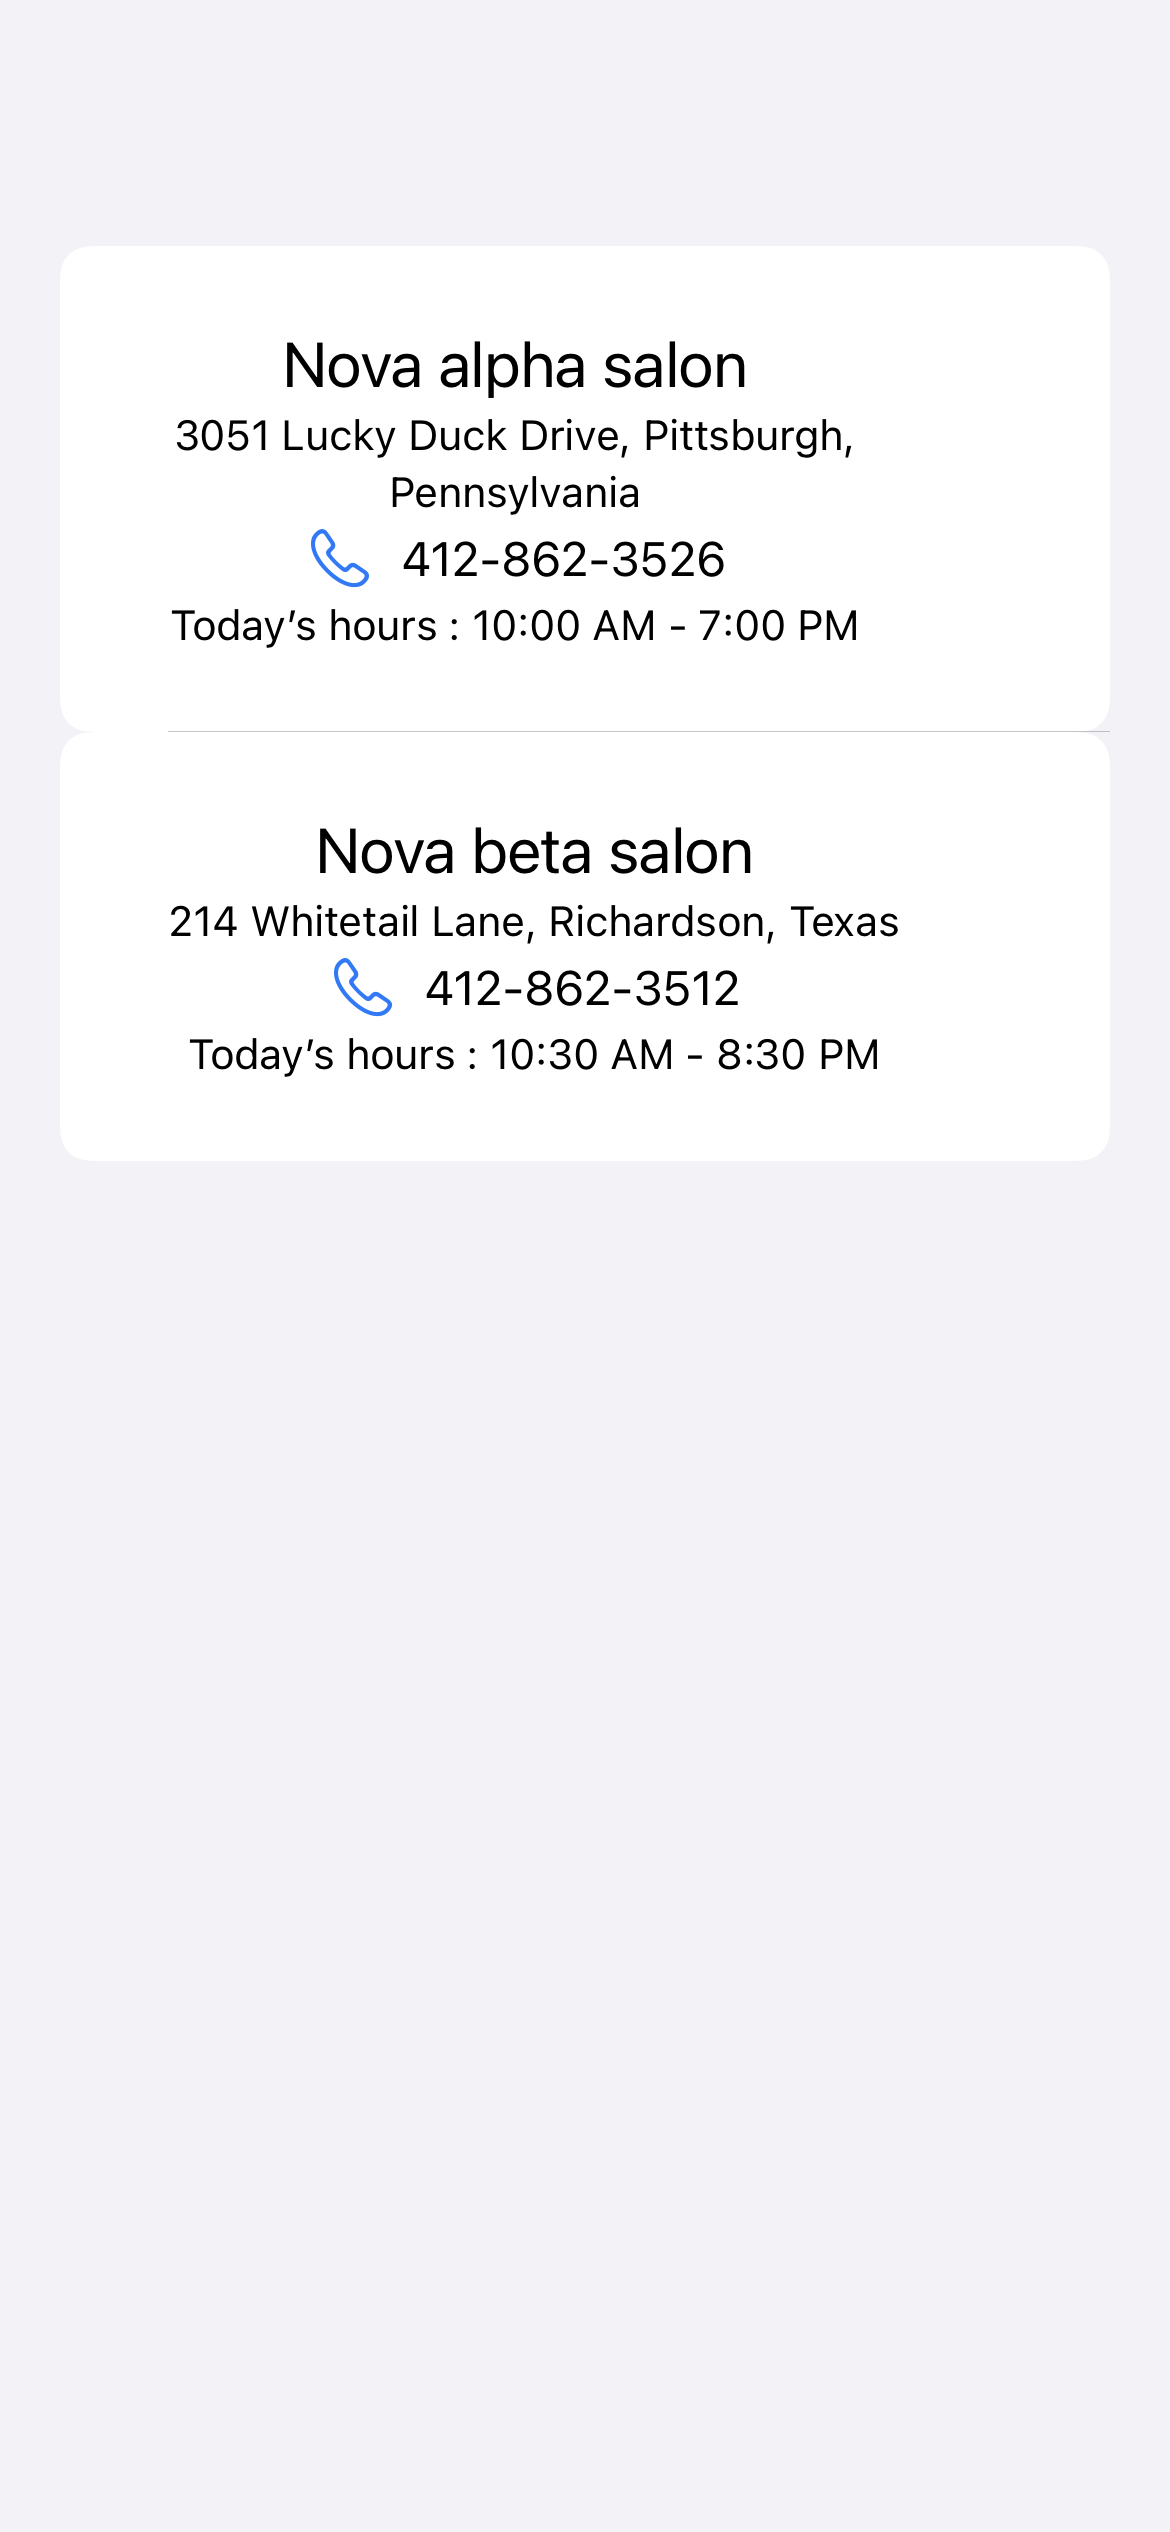 Nova alpha salon
3051 Lucky Duck Drive, Pittsburgh,
Pennsylvania
412-862-3526
Today’s hours : 10:00 AM - 7:00 PM
Nova beta salon
214 Whitetail Lane, Richardson, Texas
412-862-3512
Today’s hours : 10:30 AM - 8:30 PM